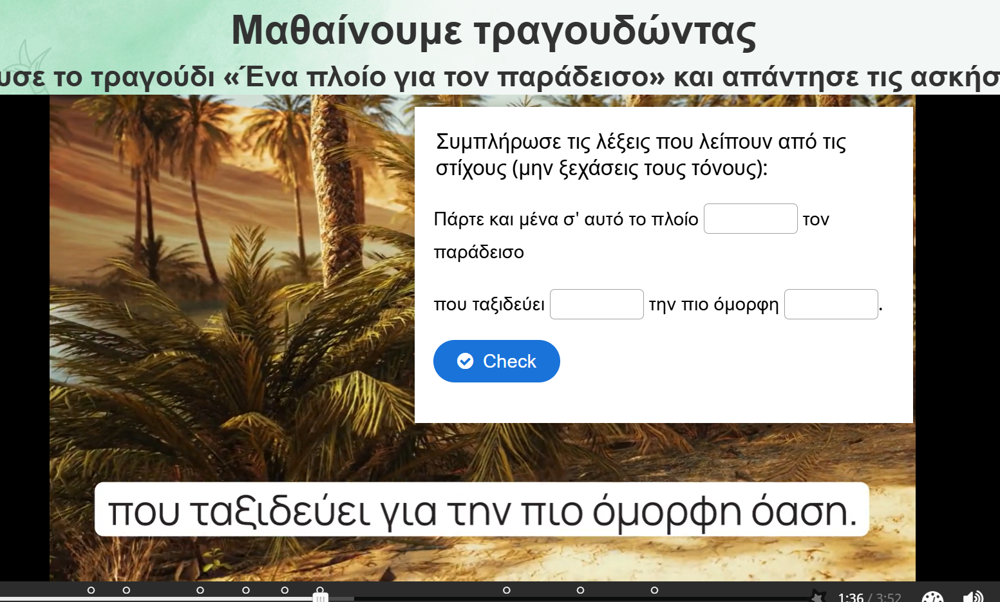 Μαθαίνουμε τραγουδώντας
το τραγούδι «Ένα πλοίο για τον παράδεισο» και απάντησε τις
Συμπλήρωσε τις λέξεις που λείπουν από τις
στίχους (μην ξεχάσεις τους τόνους):
Πάρτε και μένα σ' αυτό το πλοίο τον
παράδεισο
που ταξιδεύει την πιο όμορφη .
Check
που ταξιδεύει για την πιο όμορφη όαση.
1:36 / 3:52